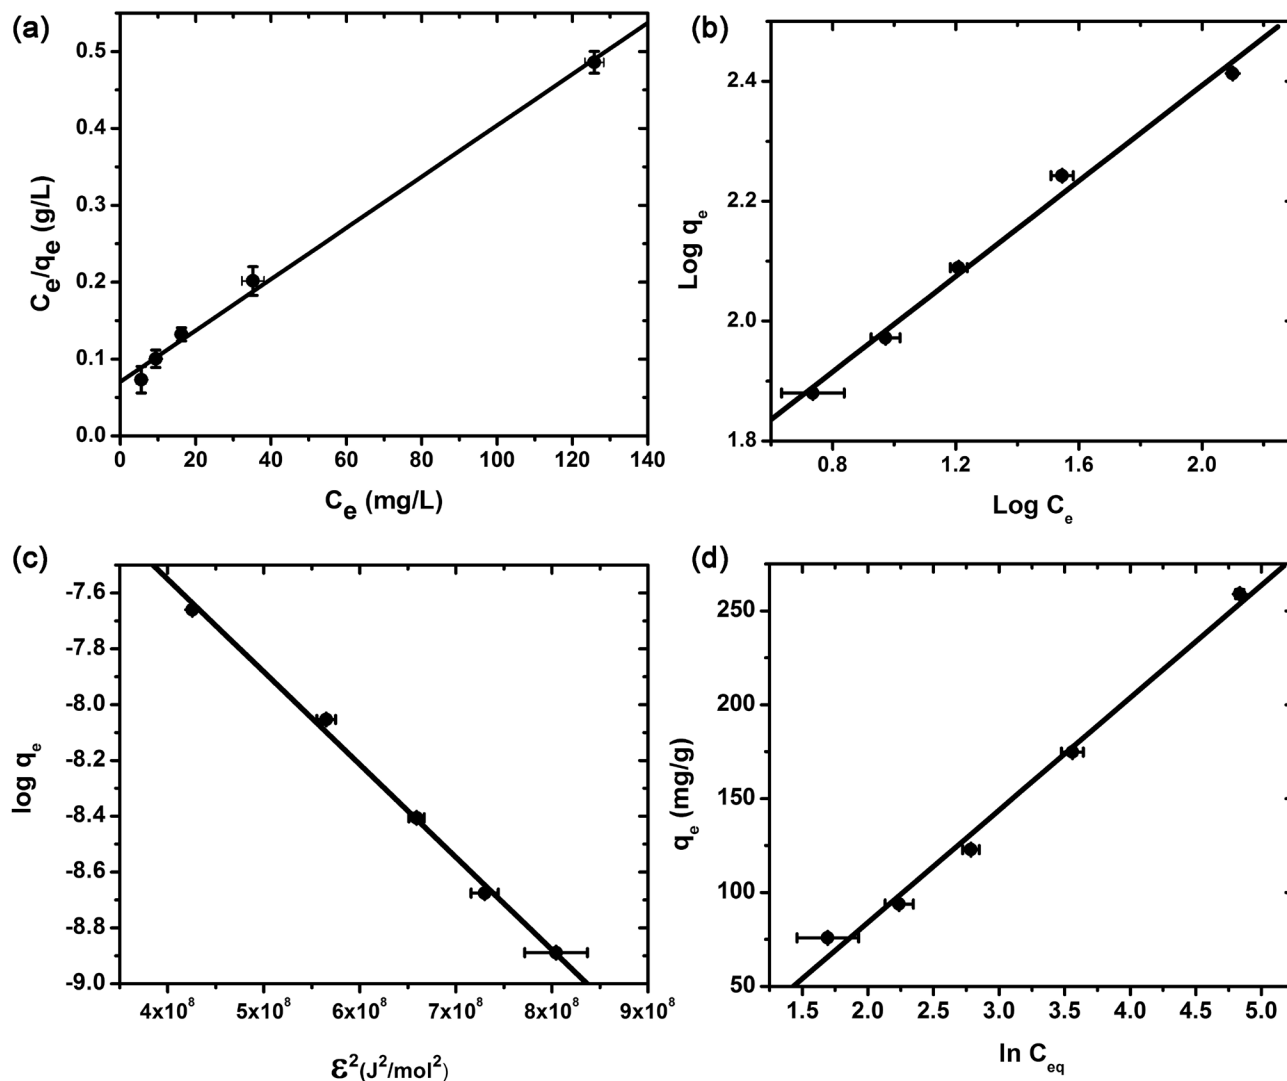 (a)
0.5
0.4
0.3
0.2
0.1
0.0
0 20 40 60 80 100 120 140
Ce/qe (g/L)
Ce (mg/L)
(b)
2.4
2.2
2.0
1.8
0.8 1.2 1.6 2.0
Log qe
Log Ce
(c)
-7.6
-7.8
-8.0
-8.2
-8.4
-8.6
-8.8
-9.0
4x10⁸ 5x10⁸ 6x10⁸ 7x10⁸ 8x10⁸ 9x10⁸
log qe
ε²(J²/mol²)
(d)
250
200
150
100
50
1.5 2.0 2.5 3.0 3.5 4.0 4.5 5.0
qe (mg/g)
ln Ceq